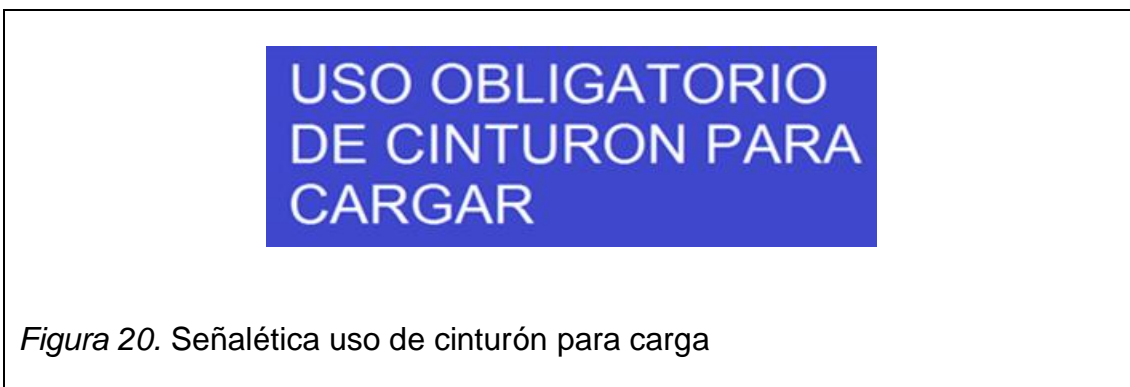 USO OBLIGATORIO
DE CINTURON PARA
CARGAR
Figura 20. Señalética uso de cinturón para carga